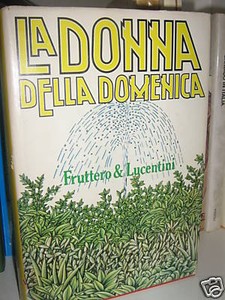 LA DONNA
DELLA DOMENICA
Fruttero & Lucentini